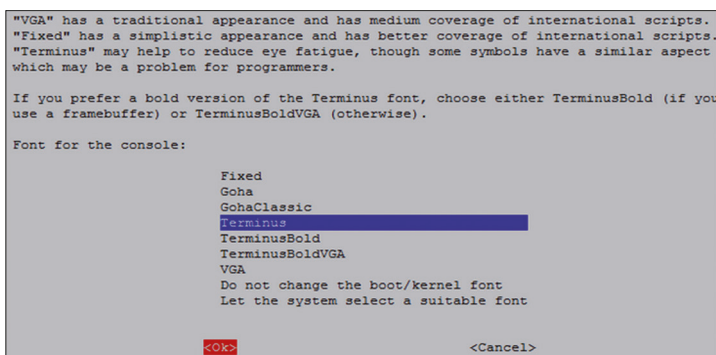 "VGA" has a traditional appearance and has medium coverage of international scripts.
"Fixed" has a simplistic appearance and has better coverage of international scripts.
"Terminus" may help to reduce eye fatigue, though some symbols have a similar aspect
which may be a problem for programmers.
If you prefer a bold version of the Terminus font, choose either TerminusBold (if you
use a framebuffer) or TerminusBoldVGA (otherwise).
Font for the console:
Fixed
Goha
GohaClassic
Terminus
TerminusBold
TerminusBoldVGA
VGA
Do not change the boot/kernel font
Let the system select a suitable font
<Ok> <Cancel>